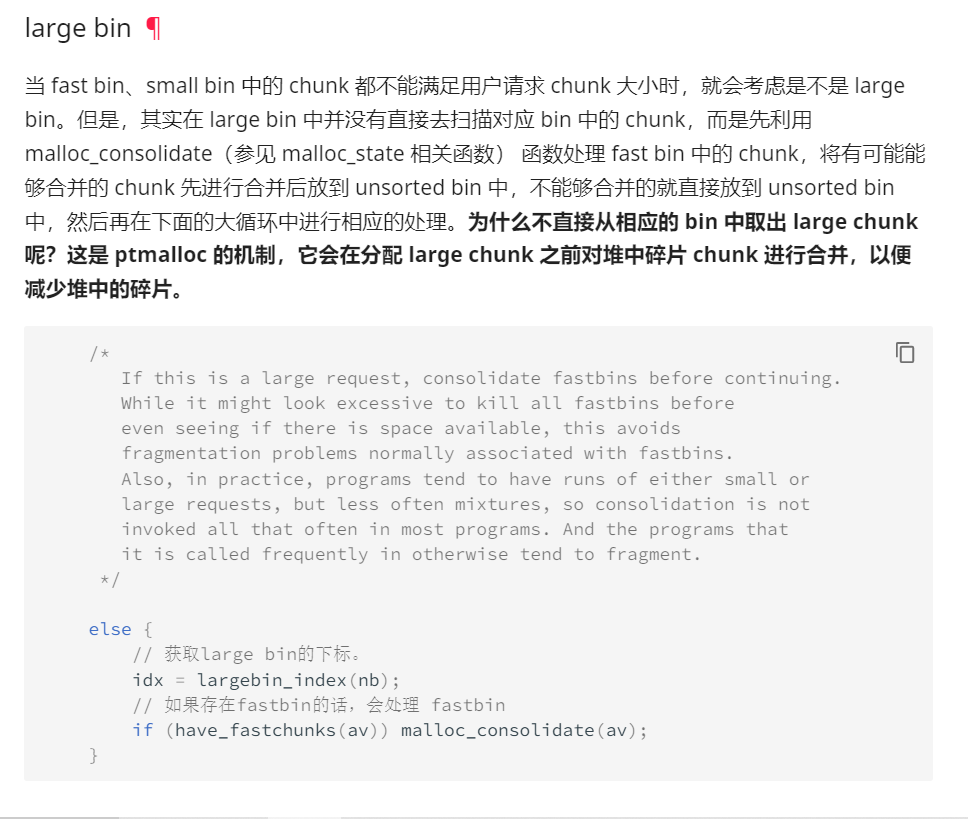 large bin ¶
当 fast bin、small bin 中的 chunk 都不能满足用户请求 chunk 大小时，就会考虑是不是 large
bin。但是，其实在 large bin 中并没有直接去扫描对应 bin 中的 chunk，而是先利用
malloc_consolidate（参见 malloc_state 相关函数） 函数处理 fast bin 中的 chunk，将有可能能
够合并的 chunk 先进行合并后放到 unsorted bin 中，不能够合并的就直接放到 unsorted bin
中，然后再在下面的大循环中进行相应的处理。为什么不直接从相应的 bin 中取出 large chunk
呢？这是 ptmalloc 的机制，它会在分配 large chunk 之前对堆中碎片 chunk 进行合并，以便
减少堆中的碎片。
/*
If this is a large request, consolidate fastbins before continuing.
While it might look excessive to kill all fastbins before
even seeing if there is space available, this avoids
fragmentation problems normally associated with fastbins.
Also, in practice, programs tend to have runs of either small or
large requests, but less often mixtures, so consolidation is not
invoked all that often in most programs. And the programs that
it is called frequently in otherwise tend to fragment.
*/
else {
// 获取large bin的下标。
idx = largebin_index(nb);
// 如果存在fastbin的话，会处理 fastbin
if (have_fastchunks(av)) malloc_consolidate(av);
}